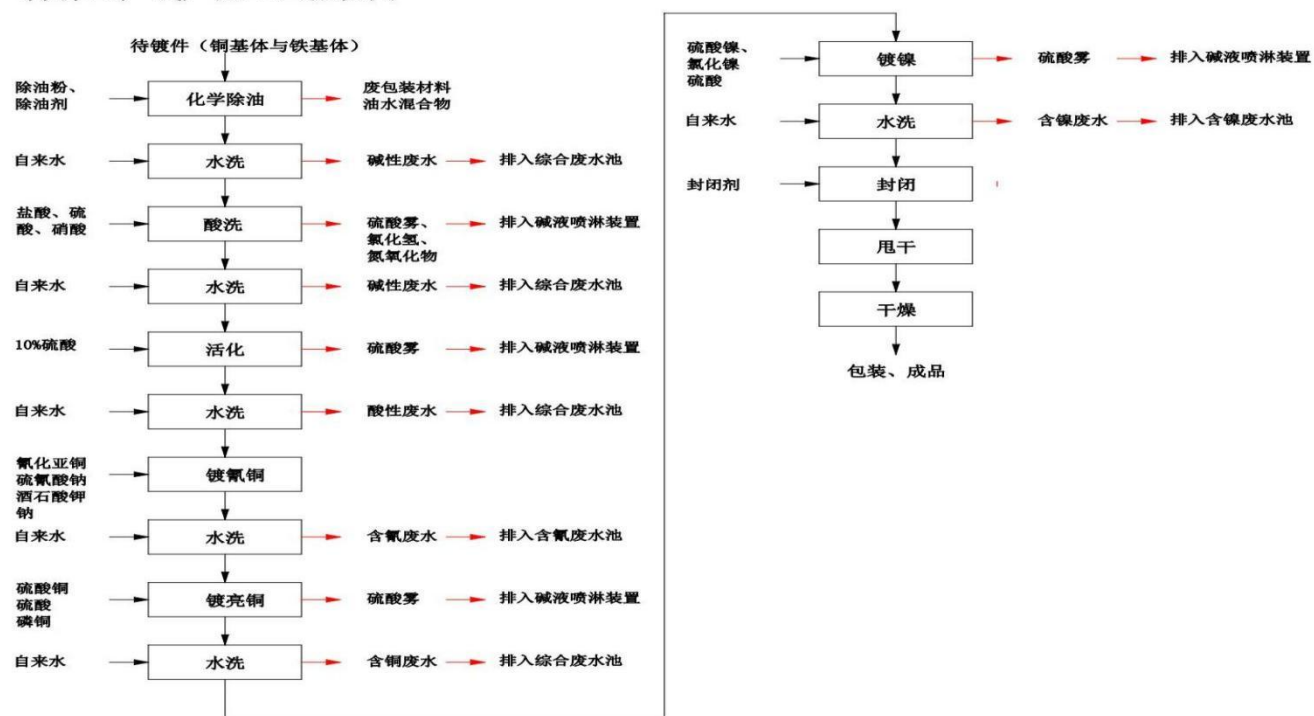 待镀件（铜基体与铁基体）
除油粉、
除油剂
化学除油
废包装材料
油水混合物
自来水
水洗
碱性废水
排入综合废水池
盐酸、硫
酸、硝酸
酸洗
硫酸雾、
氯化氢、
氮氧化物
排入碱液喷淋装置
自来水
水洗
碱性废水
排入综合废水池
10%硫酸
活化
硫酸雾
排入碱液喷淋装置
自来水
水洗
酸性废水
排入综合废水池
氰化亚铜
硫氰酸钠
酒石酸钾
钠
镀氰铜
自来水
水洗
含氰废水
排入含氰废水池
硫酸铜
硫酸
磷铜
镀亮铜
硫酸雾
排入碱液喷淋装置
自来水
水洗
含铜废水
排入综合废水池
硫酸镍、
氯化镍
硫酸
镀镍
硫酸雾
排入碱液喷淋装置
自来水
水洗
含镍废水
排入含镍废水池
封闭剂
封闭
甩干
干燥
包装、成品